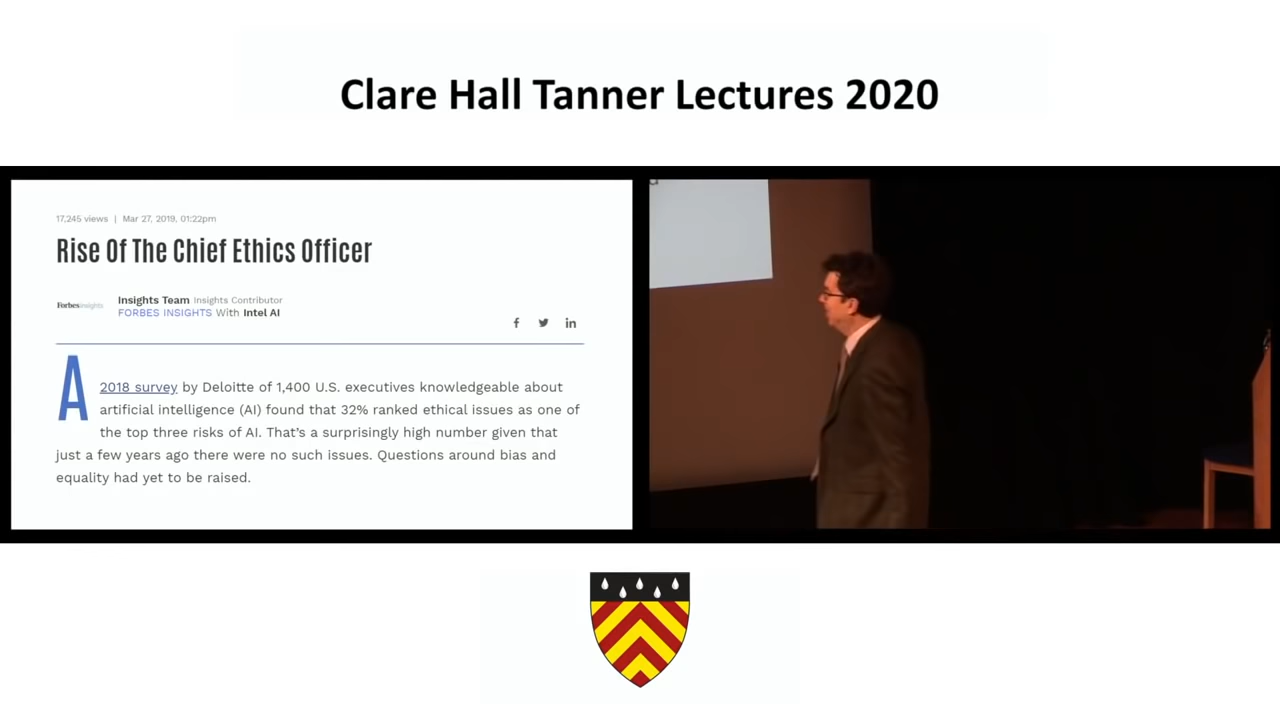 Clare Hall Tanner Lectures 2020
17,245 views | Mar 27, 2019, 01:22pm
Rise Of The Chief Ethics Officer
Forbes Insights
Insights Team Insights Contributor
FORBES INSIGHTS With Intel AI
A 2018 survey by Deloitte of 1,400 U.S. executives knowledgeable about
artificial intelligence (AI) found that 32% ranked ethical issues as one of
the top three risks of AI. That’s a surprisingly high number given that
just a few years ago there were no such issues. Questions around bias and
equality had yet to be raised.